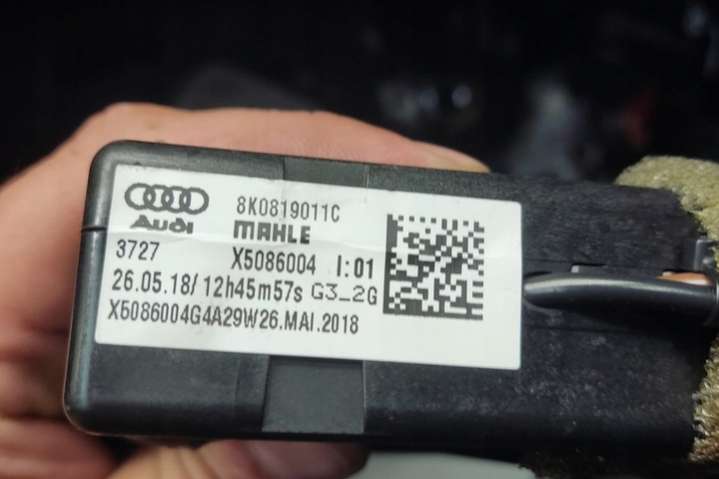 8K0819011C
Audi MAHLE
3727 X5086004 I:01
26.05.18/ 12h45m57s G3_2G
X5086004G4A29W26.MAI.2018